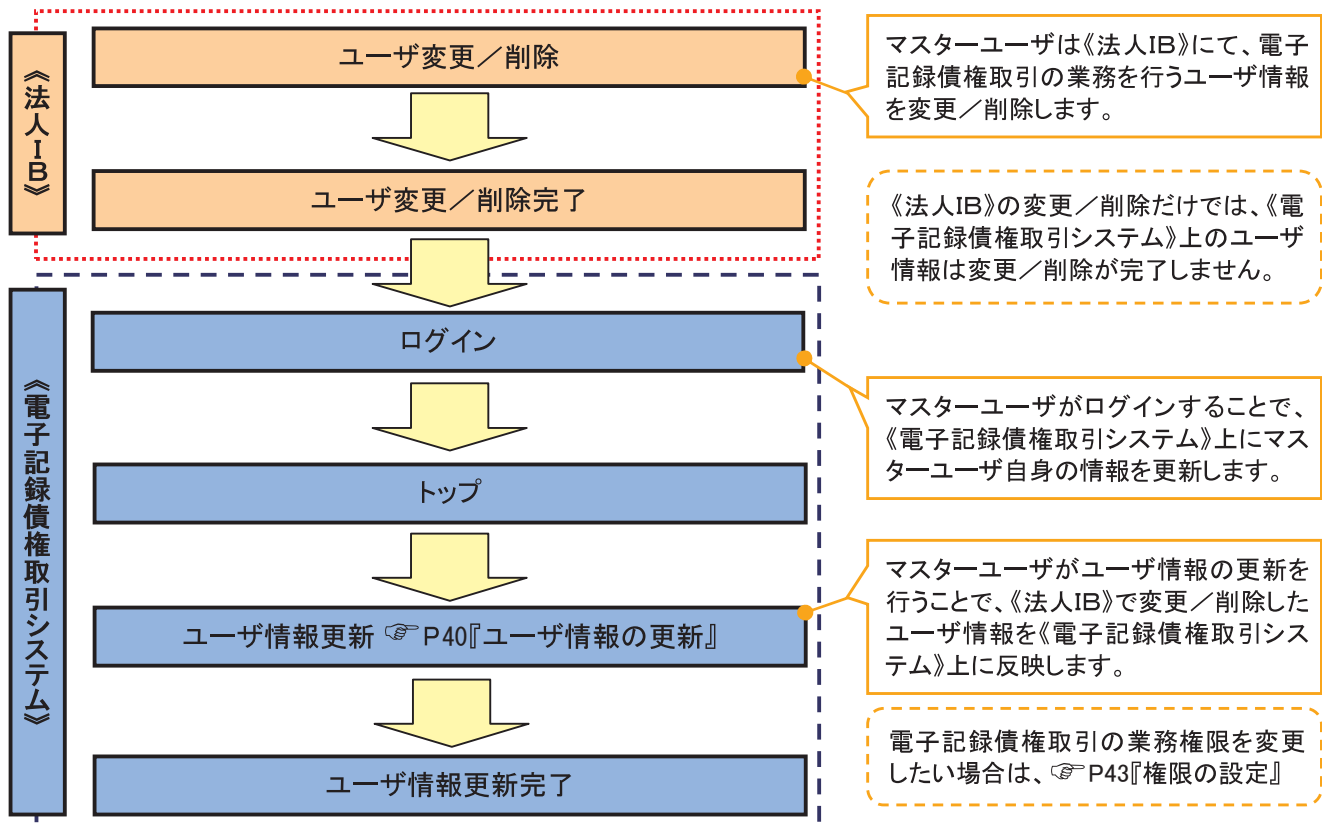 《法人IB》
ユーザ変更／削除
マスターユーザは《法人IB》にて、電子
記録債権取引の業務を行うユーザ情報
を変更／削除します。
ユーザ変更／削除完了
《法人IB》の変更／削除だけでは、《電
子記録債権取引システム》上のユーザ
情報は変更／削除が完了しません。
《電子記録債権取引システム》
ログイン
マスターユーザがログインすることで、
《電子記録債権取引システム》上にマス
ターユーザ自身の情報を更新します。
トップ
マスターユーザがユーザ情報の更新を
行うことで、《法人IB》で変更／削除した
ユーザ情報を《電子記録債権取引シス
テム》上に反映します。
ユーザ情報更新 ☞ P40『ユーザ情報の更新』
電子記録債権取引の業務権限を変更
したい場合は、☞ P43『権限の設定』
ユーザ情報更新完了